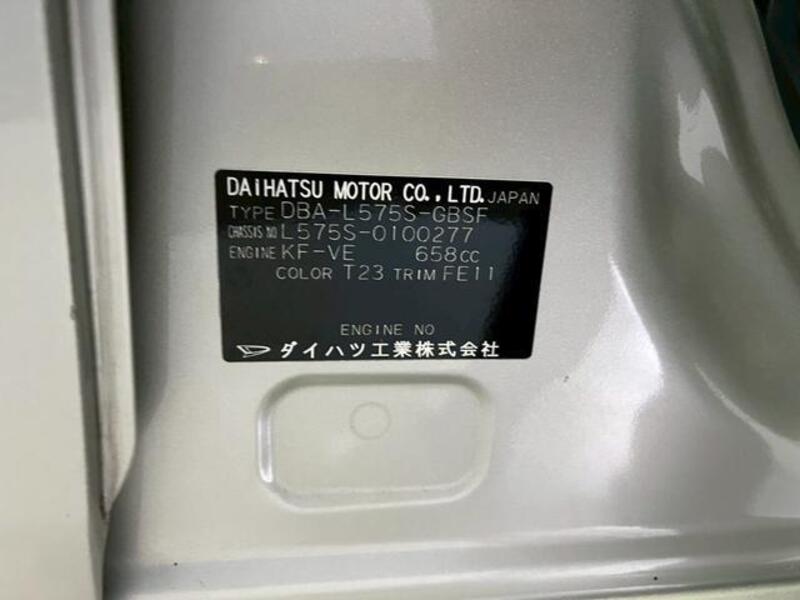 DAIHATSU MOTOR CO., LTD. JAPAN
TYPE DBA-L575S-GBSF
CHASSIS NO L575S-0100277
ENGINE KF-VE 658cc
COLOR T23 TRIM FE11
ENGINE NO
ダイハツ工業株式会社